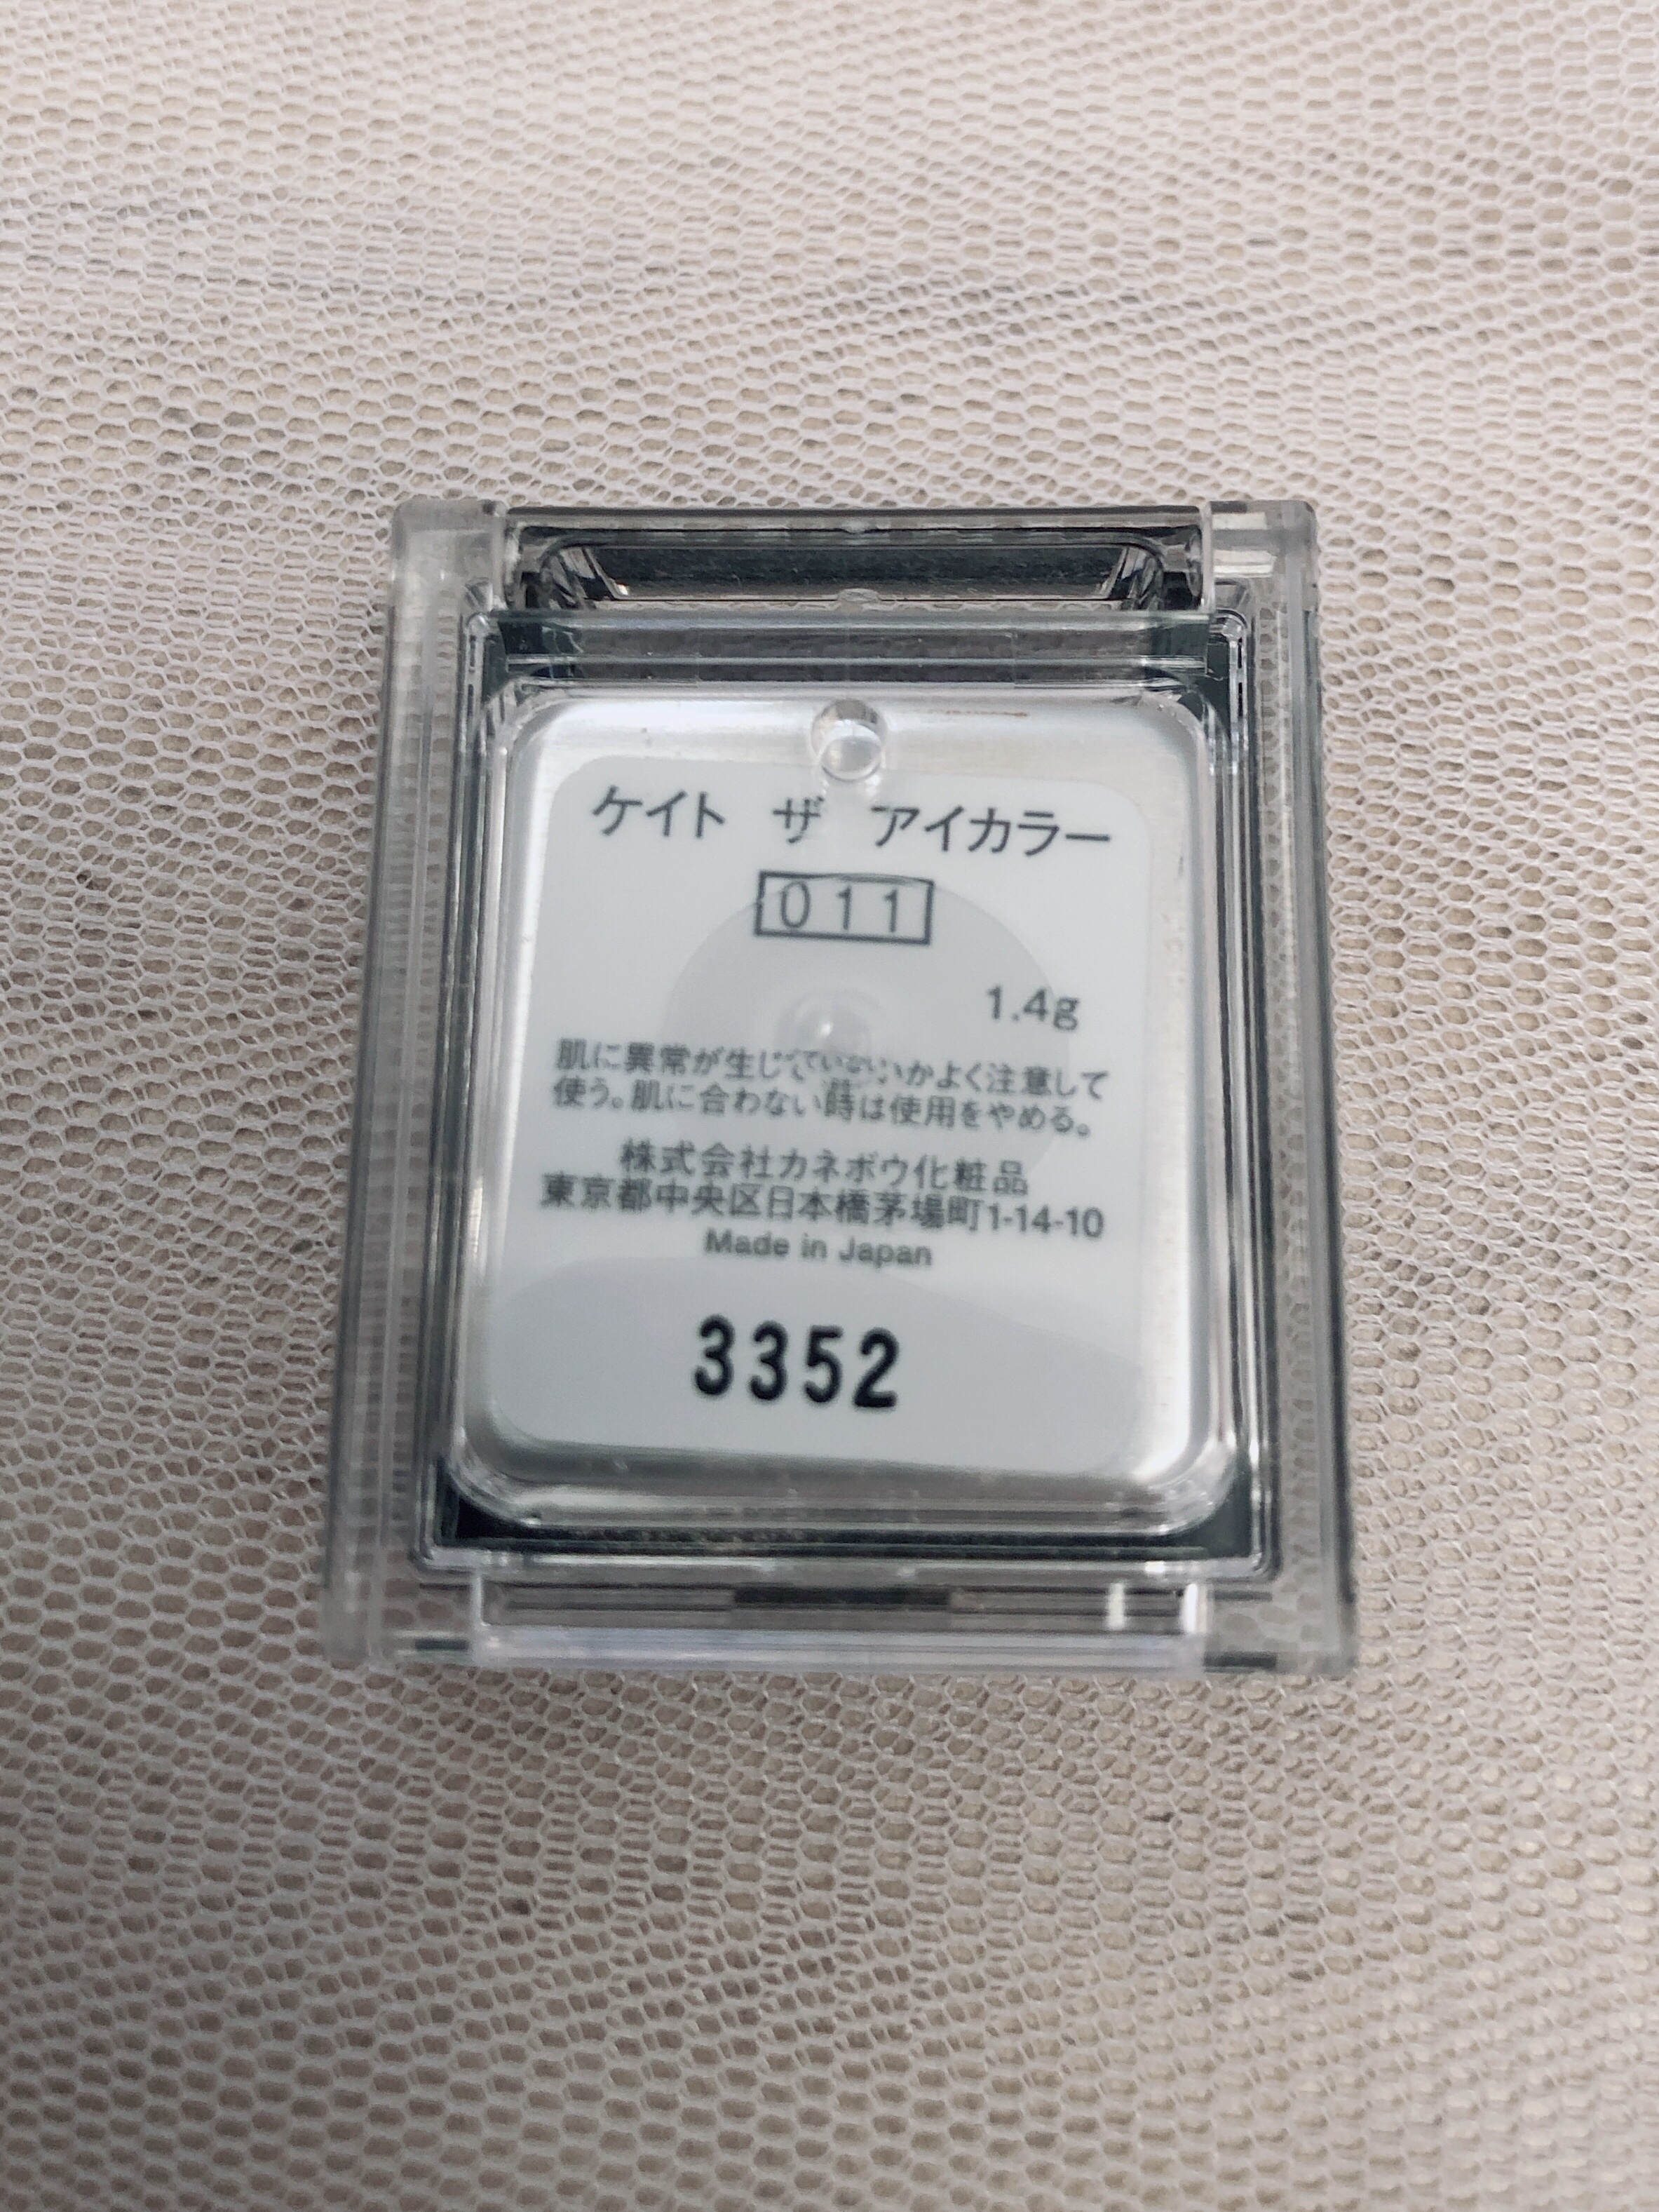 ケイト ザ アイカラー
011
1.4g
肌に異常が生じていないかよく注意して
使う。肌に合わない時は使用をやめる。
株式会社カネボウ化粧品
東京都中央区日本橋茅場町1-14-10
Made in Japan
3352